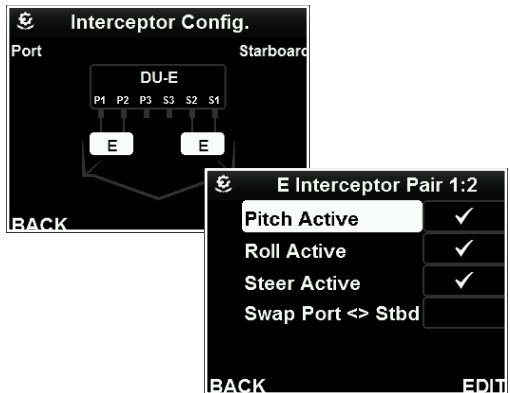 Interceptor Config.
Port Starboard
DU-E
P1 P2 P3 S3 S2 S1
E E
BACK
E Interceptor Pair 1:2
Pitch Active
Roll Active
Steer Active
Swap Port <> Stbd
BACK EDIT